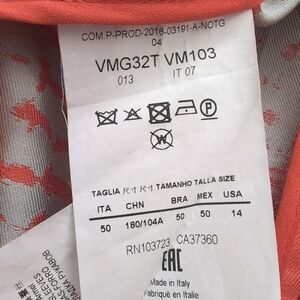 COM.P-PROD-2016-03191-A-NOTG
04
VMG32T VM103
013 IT 07
P
W
TAGLIA TAMANHO TALLA SIZE
ITA CHN BRA MEX USA
50 180/104A 50 50 14
RN103723 CA37360
EAC
Made in Italy
Fabriqué en Italie